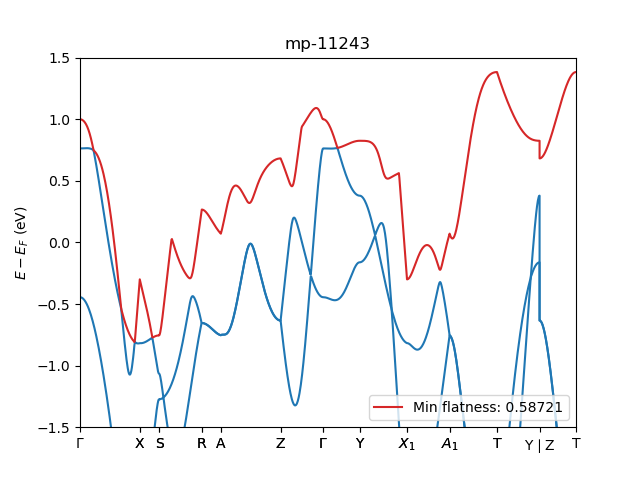 mp-11243
E − E_F (eV)
1.5
1.0
0.5
0.0
−0.5
−1.0
−1.5
Min flatness: 0.58721
Γ X S R A Z Γ Y X₁ A₁ T Y | Z T